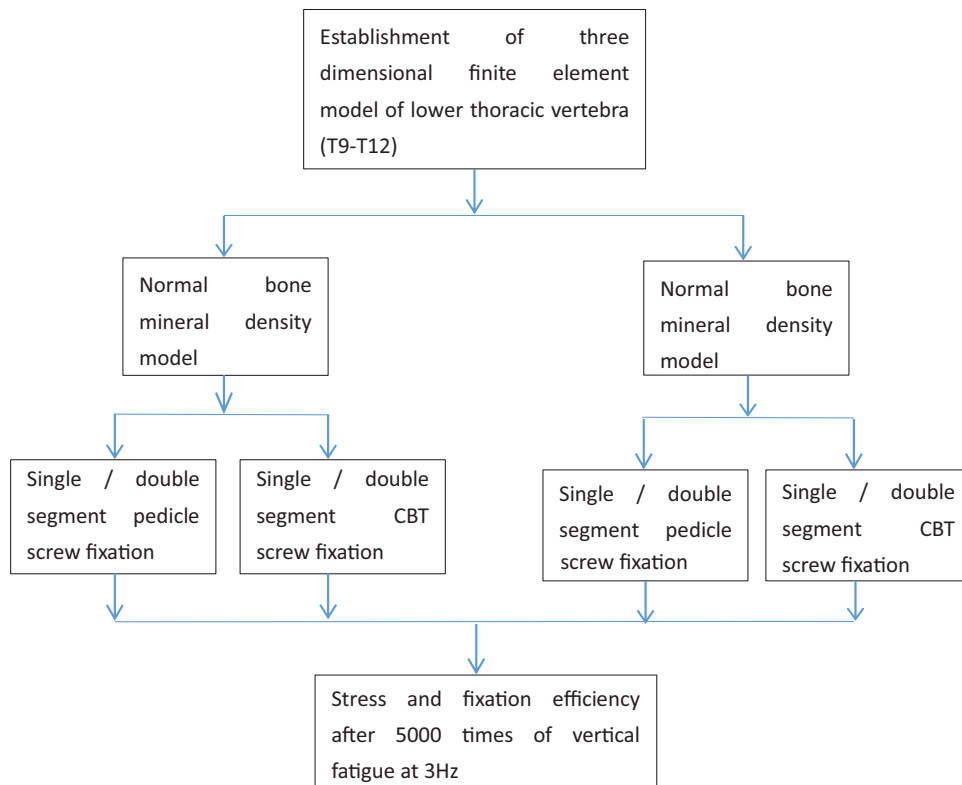 Establishment of three
dimensional finite element
model of lower thoracic vertebra
(T9-T12)
Normal bone
mineral density
model
Normal bone
mineral density
model
Single / double
segment pedicle
screw fixation
Single / double
segment CBT
screw fixation
Single / double
segment pedicle
screw fixation
Single / double
segment CBT
screw fixation
Stress and fixation efficiency
after 5000 times of vertical
fatigue at 3Hz